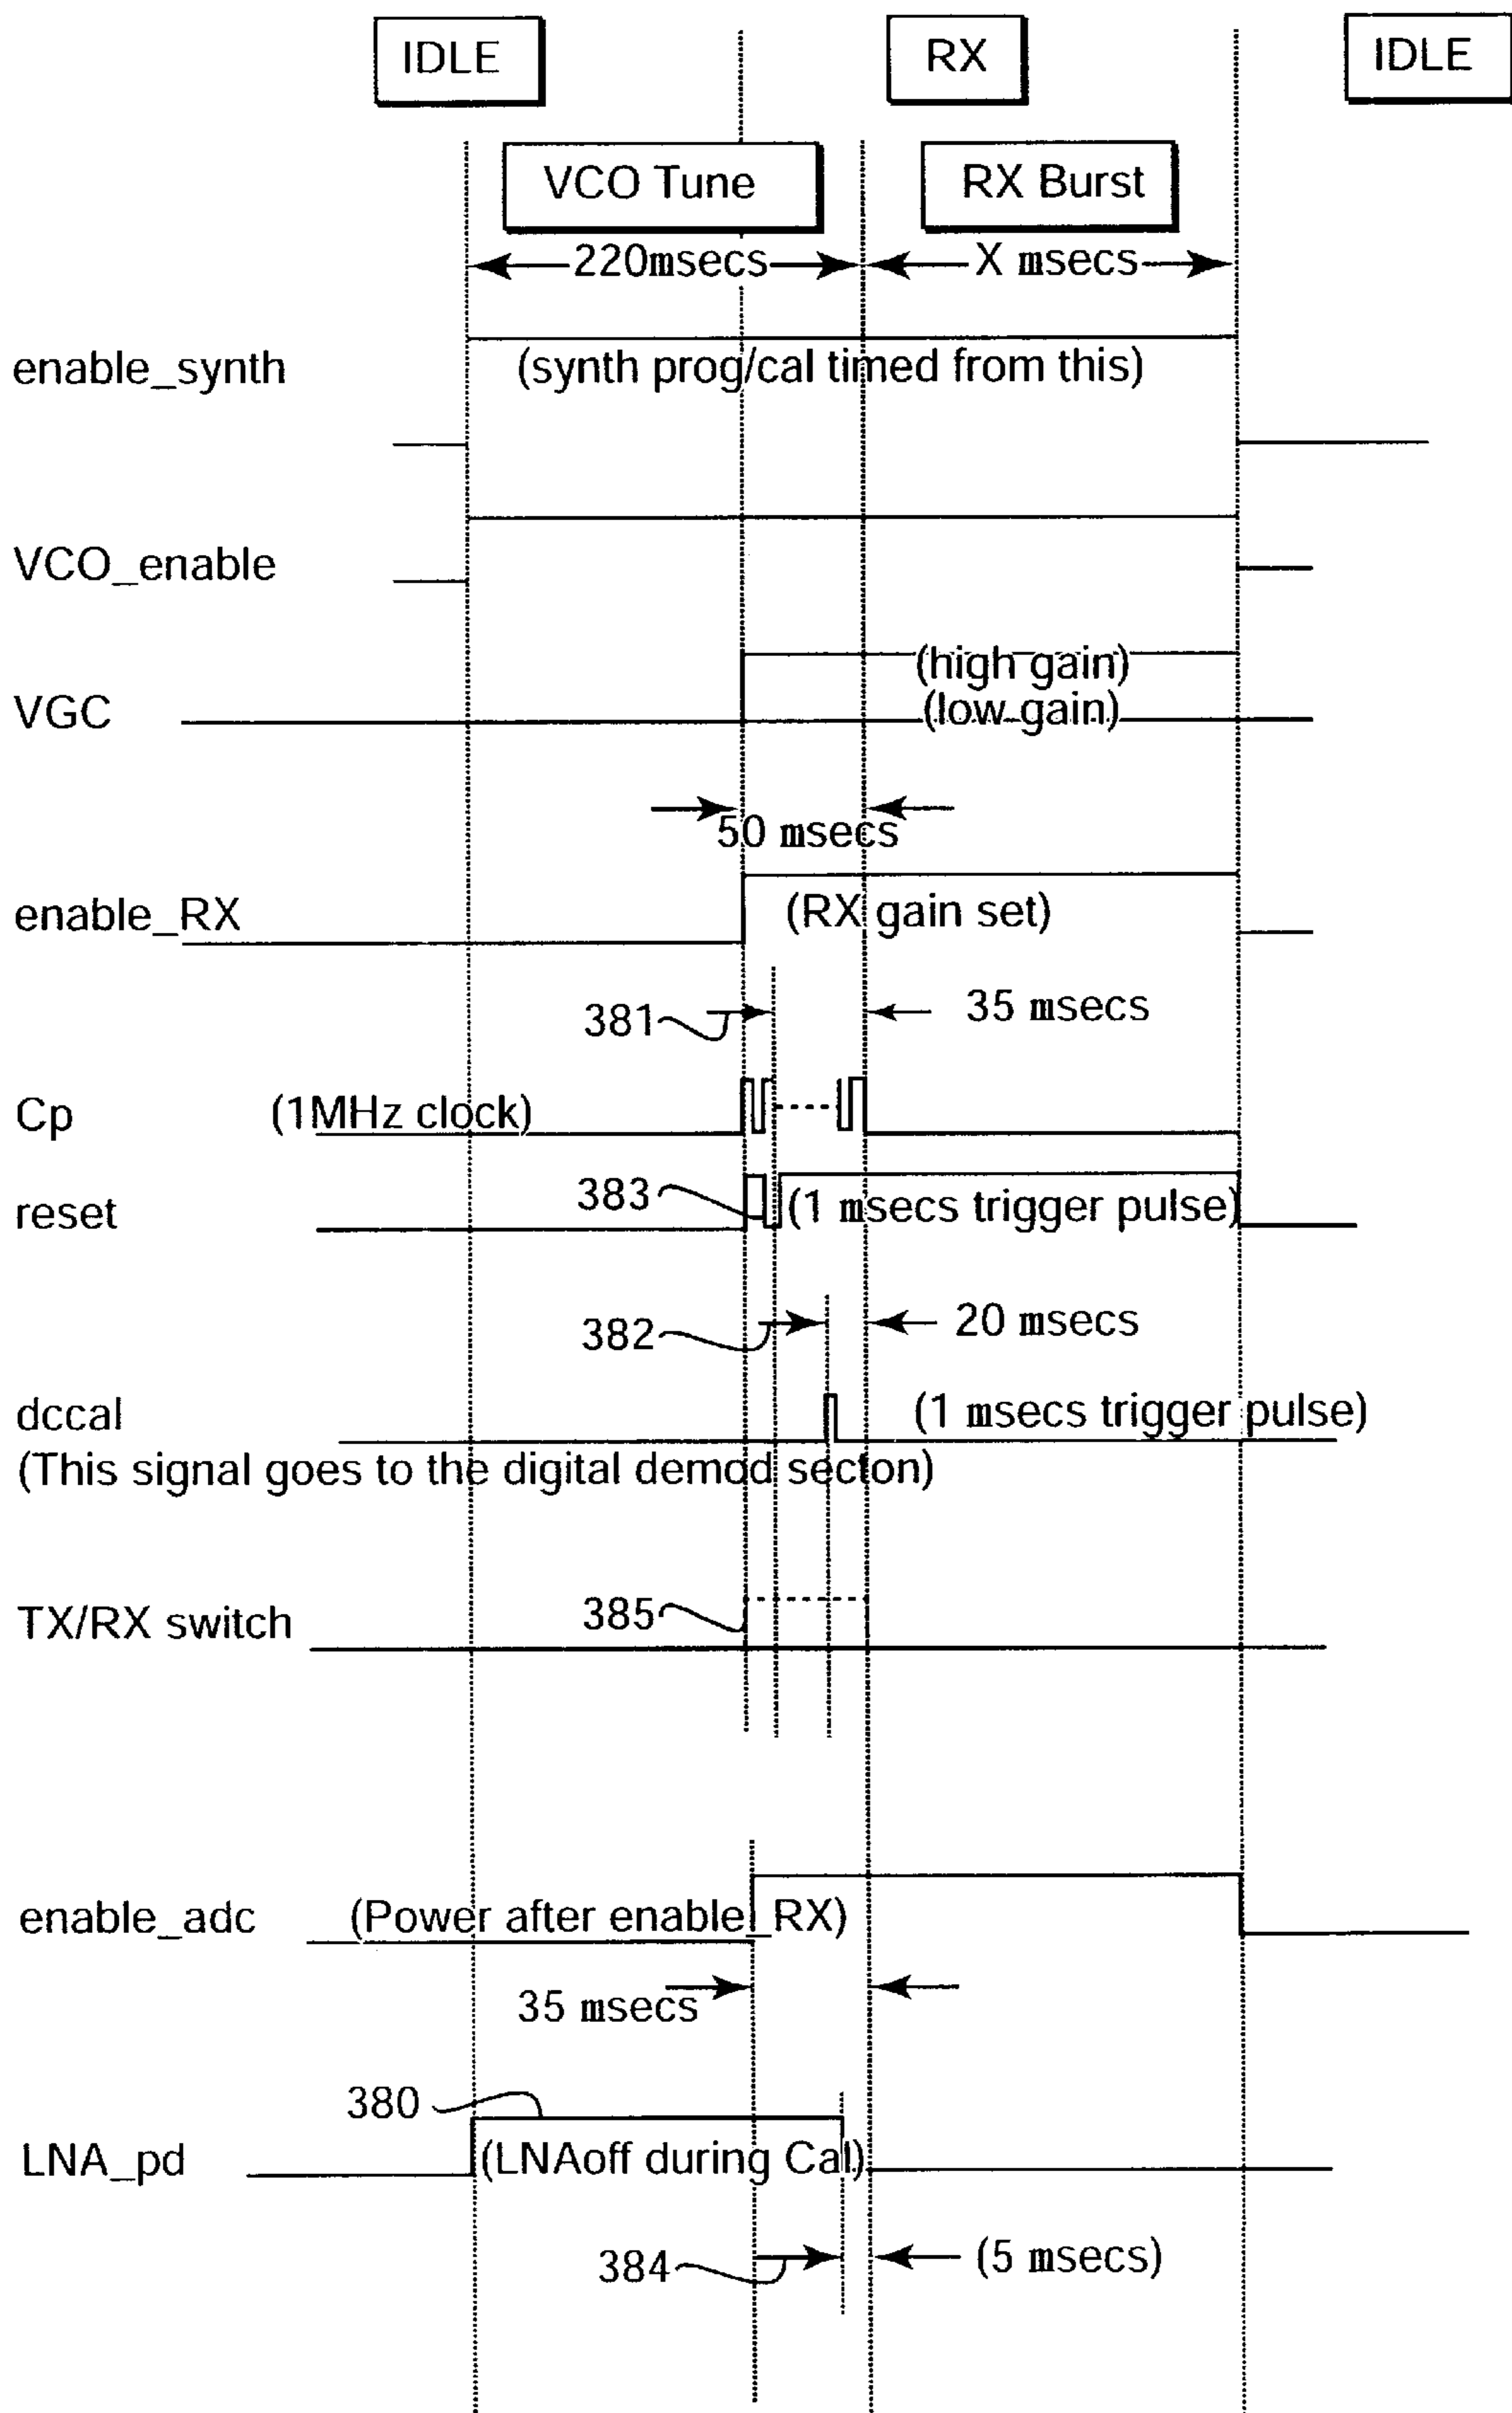 IDLE
RX
IDLE
VCO Tune
RX Burst
220msecs
X msecs
enable_synth
(synth prog/cal timed from this)
VCO_enable
(high gain)
VGC
(low gain)
50 msecs
enable_RX
(RX gain set)
381
35 msecs
Cp
(1MHz clock)
383
reset
(1 msecs trigger pulse)
382
20 msecs
dccal
(1 msecs trigger pulse)
(This signal goes to the digital demod secton)
TX/RX switch
385
enable_adc
(Power after enable_RX)
35 msecs
380
LNA_pd
(LNAoff during Cal)
384
(5 msecs)